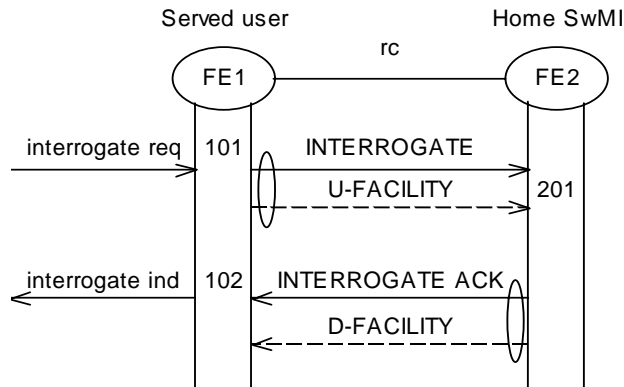 Served user
Home SwMI
rc
FE1
FE2
interrogate req
101
INTERROGATE
U-FACILITY
201
interrogate ind
102
INTERROGATE ACK
D-FACILITY